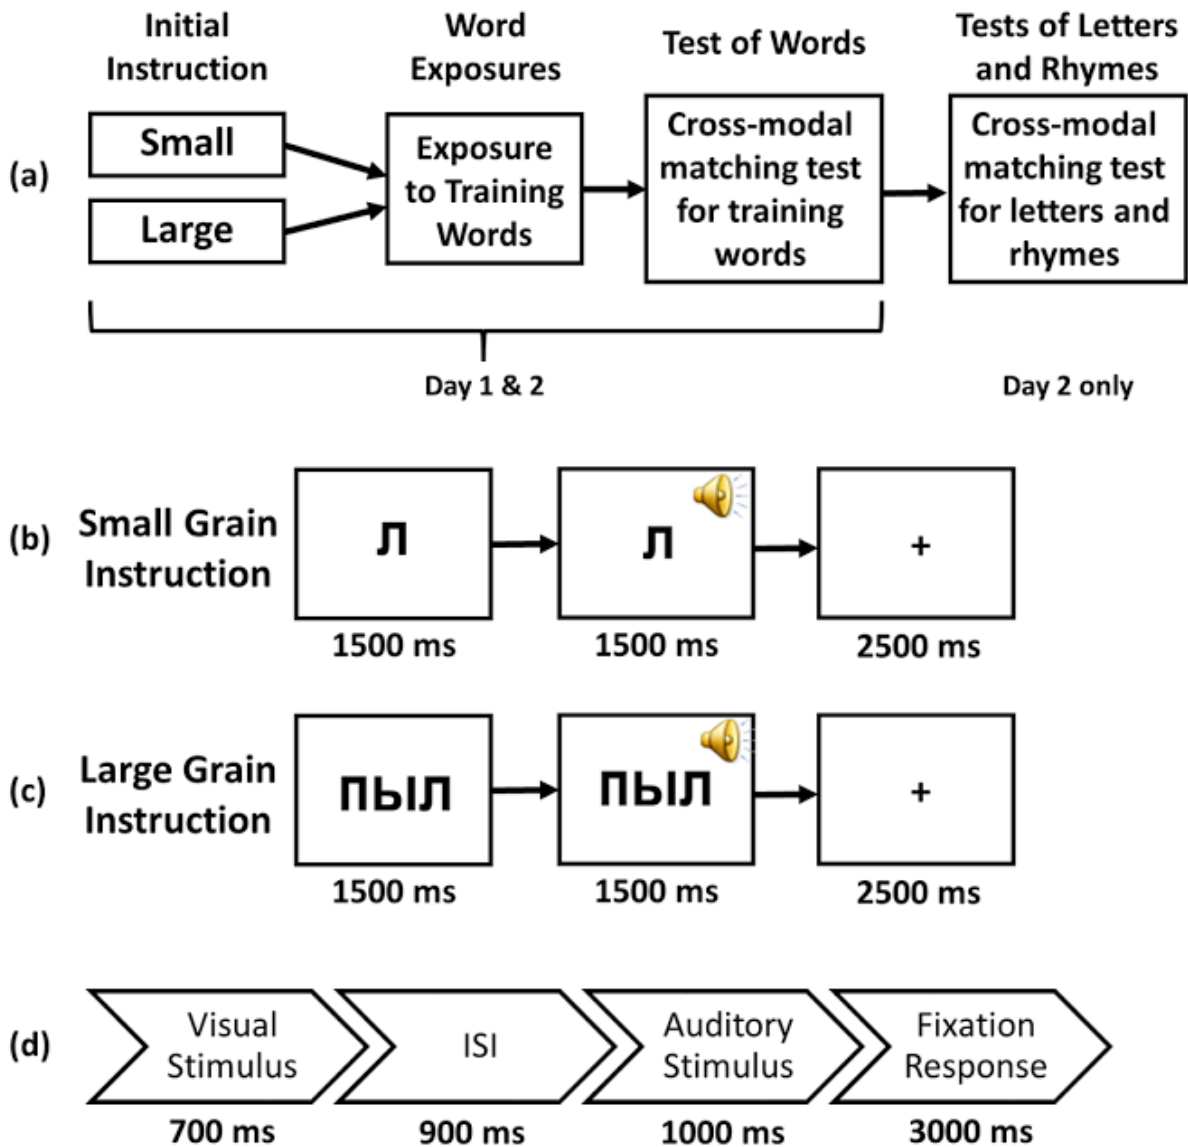 Initial Instruction
Word Exposures
Test of Words
Tests of Letters and Rhymes
(a)
Small
Large
Exposure to Training Words
Cross-modal matching test for training words
Cross-modal matching test for letters and rhymes
Day 1 & 2
Day 2 only
(b)
Small Grain Instruction
Л
Л
+
1500 ms
1500 ms
2500 ms
(c)
Large Grain Instruction
ПЫЛ
ПЫЛ
+
1500 ms
1500 ms
2500 ms
(d)
Visual Stimulus
ISI
Auditory Stimulus
Fixation Response
700 ms
900 ms
1000 ms
3000 ms